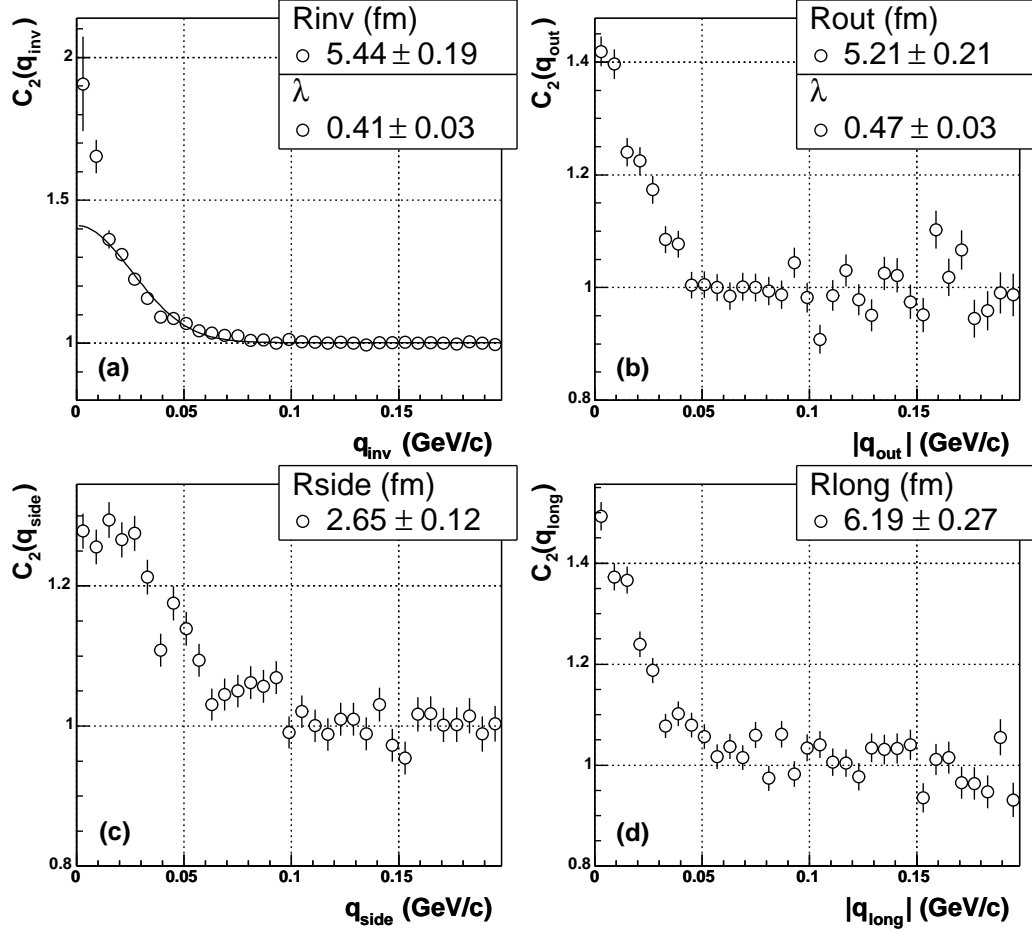 C2(qinv)
Rinv (fm)
5.44 ± 0.19
λ
0.41 ± 0.03
2
1.5
1
(a)
0 0.05 0.1 0.15
qinv (GeV/c)
C2(qout)
Rout (fm)
5.21 ± 0.21
λ
0.47 ± 0.03
1.4
1.2
1
0.8
(b)
0 0.05 0.1 0.15
|qout| (GeV/c)
C2(qside)
Rside (fm)
2.65 ± 0.12
1.2
1
0.8
(c)
0 0.05 0.1 0.15
qside (GeV/c)
C2(qlong)
Rlong (fm)
6.19 ± 0.27
1.4
1.2
1
0.8
(d)
0 0.05 0.1 0.15
|qlong| (GeV/c)